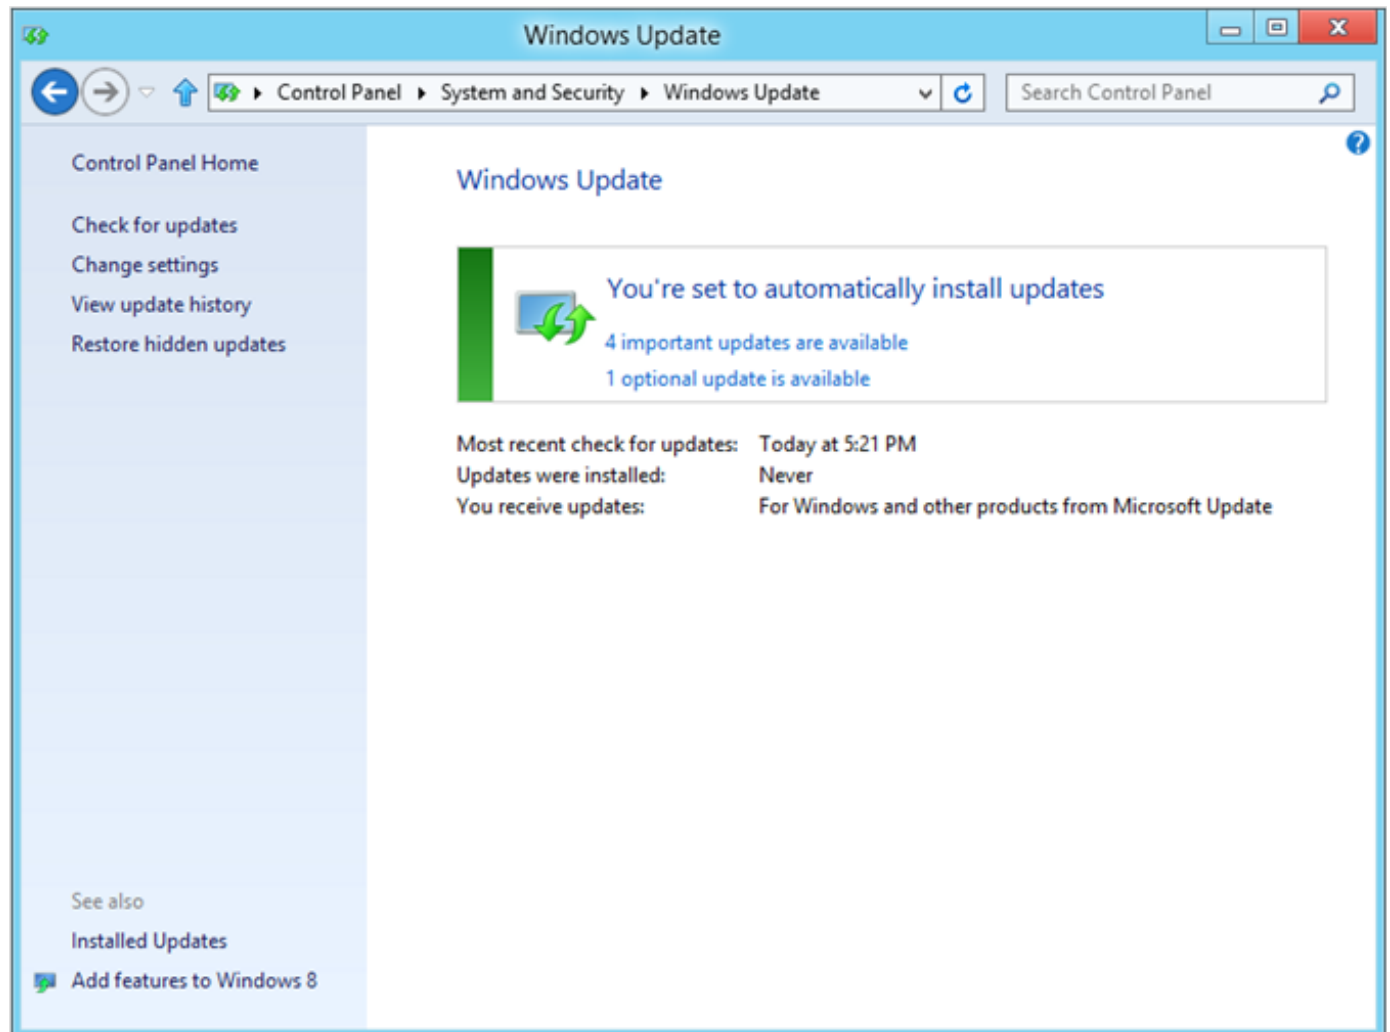 Windows Update
Control Panel System and Security Windows Update
Search Control Panel
Control Panel Home
Check for updates
Change settings
View update history
Restore hidden updates
Windows Update
You're set to automatically install updates
4 important updates are available
1 optional update is available
Most recent check for updates: Today at 5:21 PM
Updates were installed: Never
You receive updates: For Windows and other products from Microsoft Update
See also
Installed Updates
Add features to Windows 8